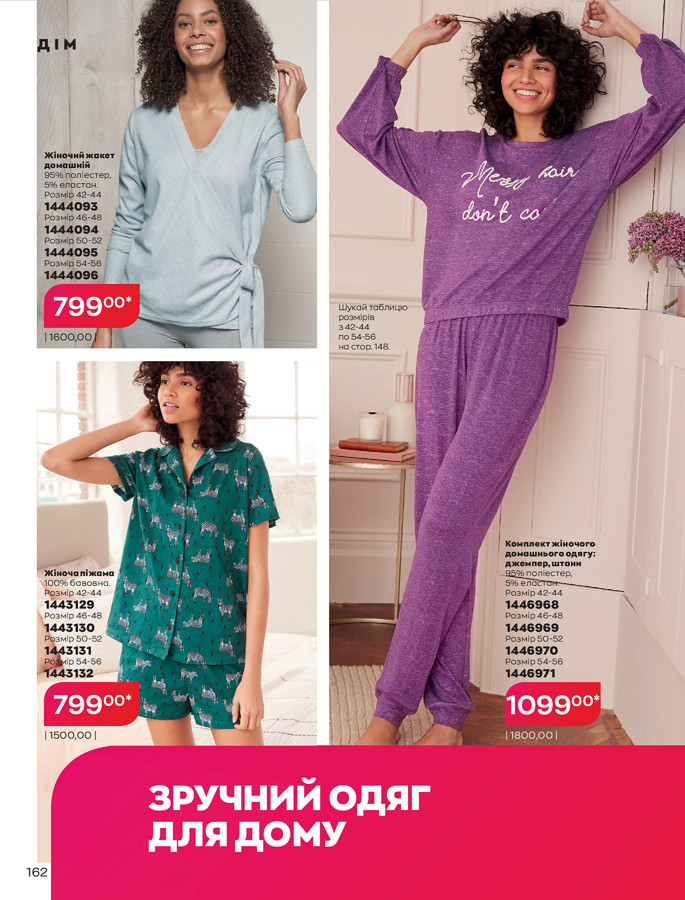 ДІМ
Жіночий жакет
домашній
95% поліестер,
5% еластан.
Розмір 42-44
1444093
Розмір 46-48
1444094
Розмір 50-52
1444095
Розмір 54-56
1444096
79900*
| 1600,00 |
don't
Шукай таблицю
розмірів
з 42-44
по 54-56
на стор. 148.
Жіноча піжама
100% бавовна.
Розмір 42-44
1443129
Розмір 46-48
1443130
Розмір 50-52
1443131
Розмір 54-56
1443132
79900*
| 1500,00 |
Комплект жіночого
домашнього одягу:
джемпер, штани
95% поліестер,
5% еластан.
Розмір 42-44
1446968
Розмір 46-48
1446969
Розмір 50-52
1446970
Розмір 54-56
1446971
109900*
| 1800,00 |
ЗРУЧНИЙ ОДЯГ
ДЛЯ ДОМУ
162